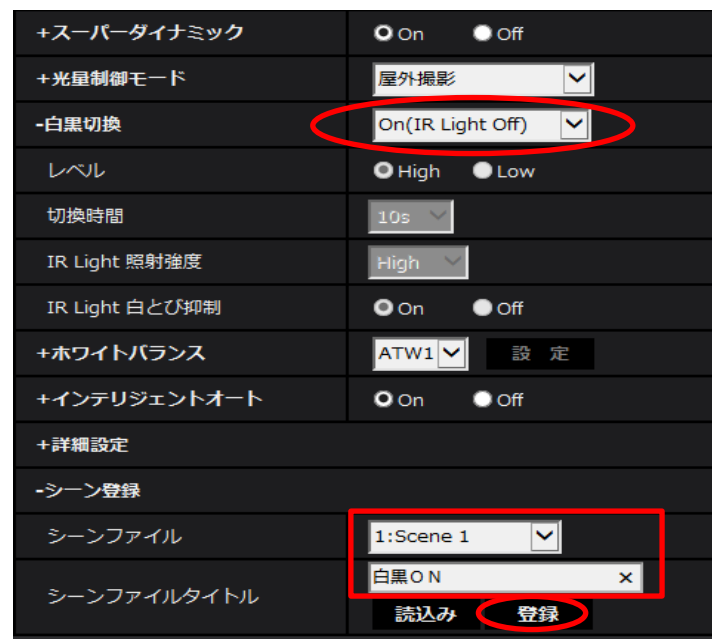 +スーパーダイナミック On Off
+光量制御モード 屋外撮影
-白黒切換 On(IR Light Off)
レベル High Low
切換時間 10s
IR Light 照射強度 High
IR Light 白とび抑制 On Off
+ホワイトバランス ATW1 設 定
+インテリジェントオート On Off
+詳細設定
-シーン登録
シーンファイル 1:Scene 1
シーンファイルタイトル 白黒ＯＮ ×
読込み 登録